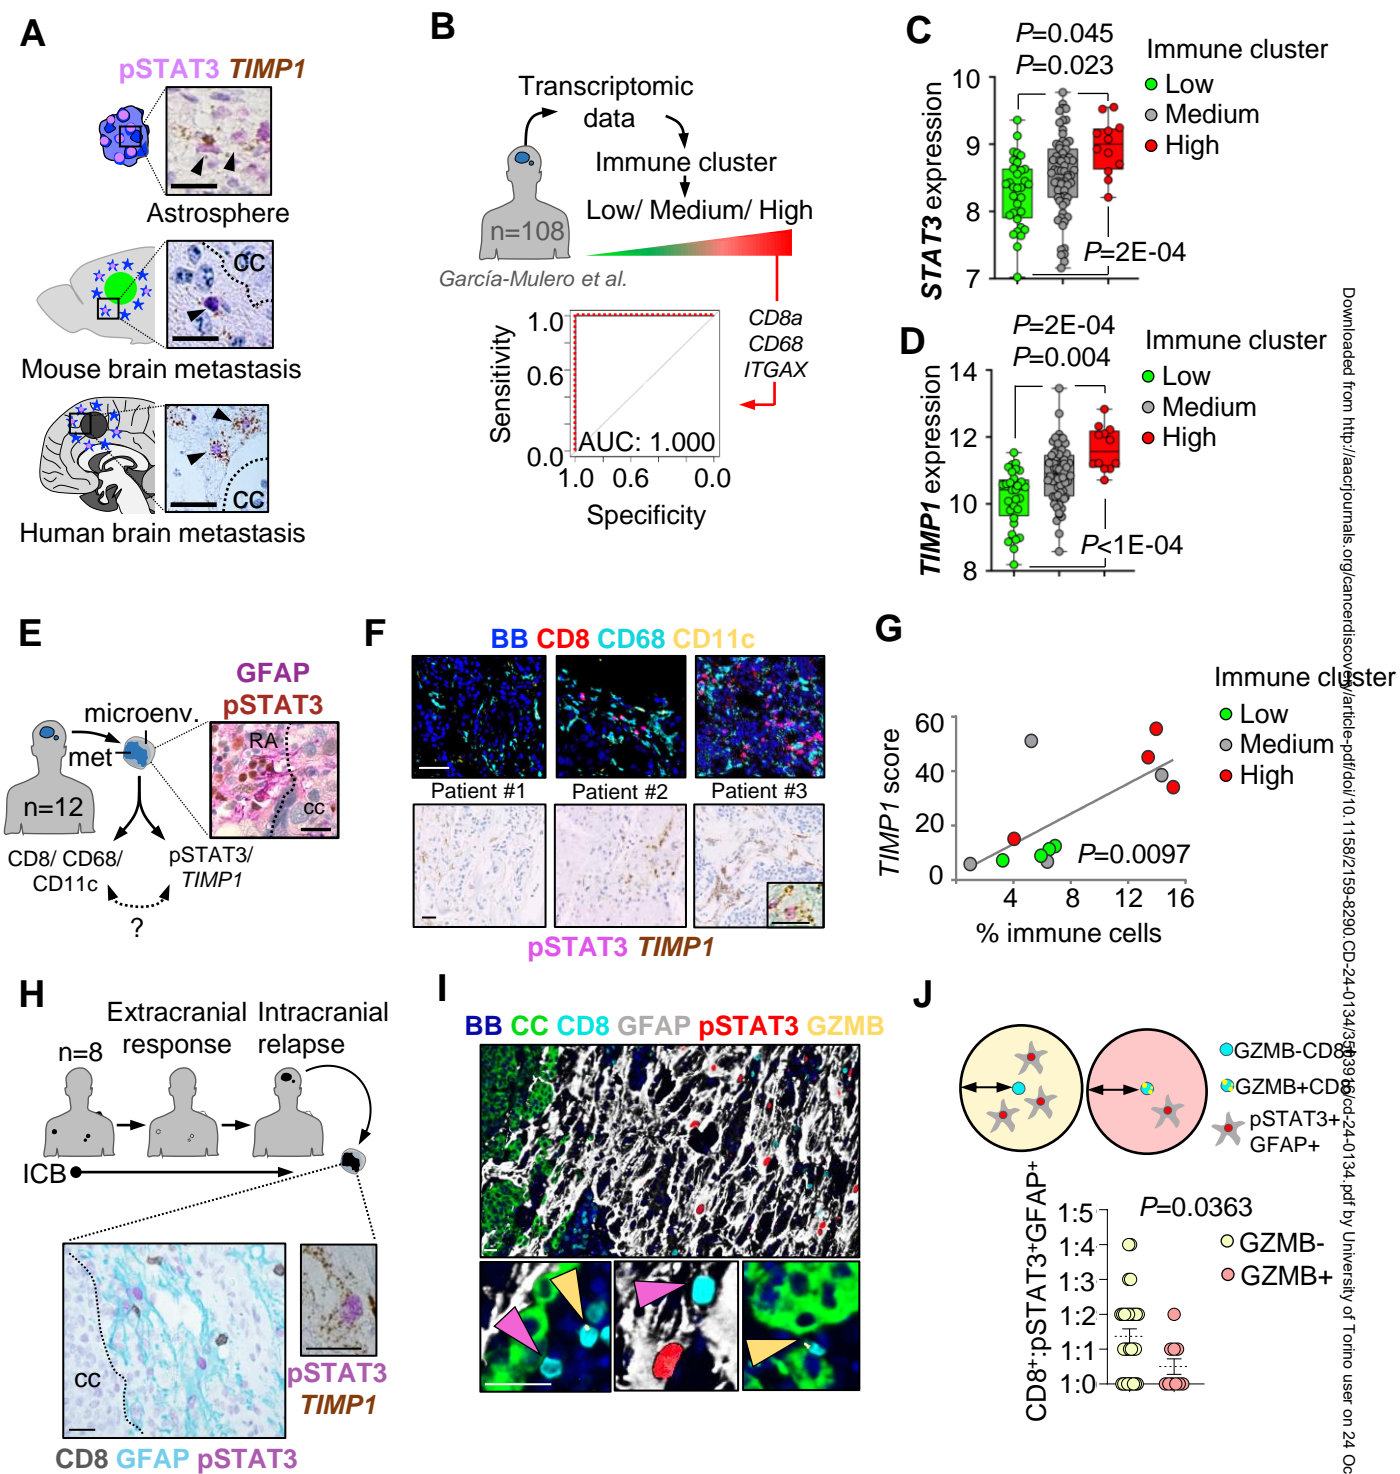 A
pSTAT3 TIMP1
Astrosphere
CC
Mouse brain metastasis
CC
Human brain metastasis
B
Transcriptomic
data
Immune cluster
Low/ Medium/ High
n=108
García-Mulero et al.
CD8a
CD68
ITGAX
Sensitivity
1.0
0.6
0.0
AUC: 1.000
1.0 0.6 0.0
Specificity
C
P=0.045
P=0.023
Immune cluster
Low
Medium
High
STAT3 expression
10
9
8
7
P=2E-04
D
P=2E-04
P=0.004
Immune cluster
Low
Medium
High
TIMP1 expression
14
12
10
8
P<1E-04
E
GFAP
pSTAT3
microenv.
met
RA
CC
n=12
CD8/ CD68/
CD11c
pSTAT3/
TIMP1
?
F
BB CD8 CD68 CD11c
Patient #1 Patient #2 Patient #3
pSTAT3 TIMP1
G
Immune cluster
Low
Medium
High
TIMP1 score
60
40
20
0
P=0.0097
4 8 12 16
% immune cells
H
Extracranial
response
Intracranial
relapse
n=8
ICB
CC
pSTAT3
TIMP1
CD8 GFAP pSTAT3
I
BB CC CD8 GFAP pSTAT3 GZMB
J
GZMB-CD8+
GZMB+CD8
pSTAT3+
GFAP+
CD8+:pSTAT3+GFAP+
1:5
1:4
1:3
1:2
1:1
1:0
P=0.0363
GZMB-
GZMB+
Downloaded from http://aacrjournals.org/cancerdiscovery/article-pdf/doi/10.1158/2159-8290.CD-24-0134/3503916/cd-24-0134.pdf by University of Torino user on 24 Oc